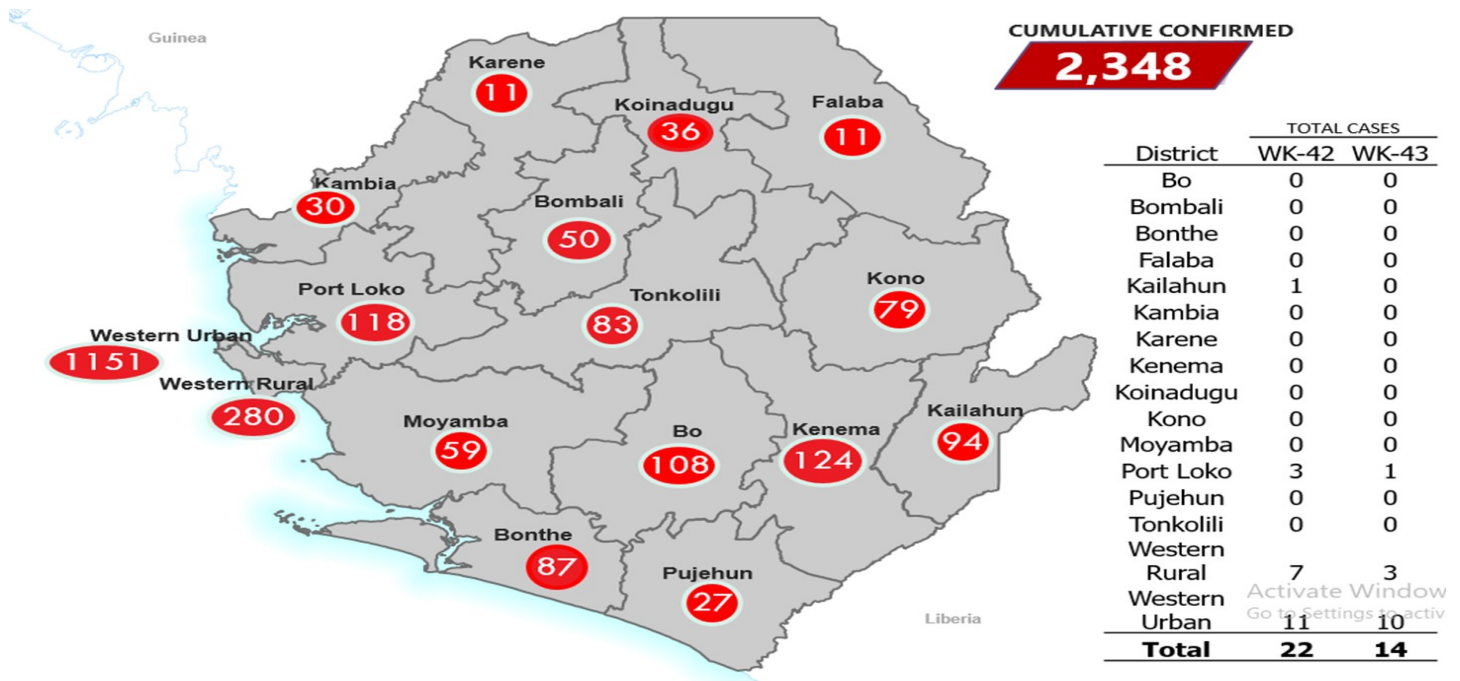 Guinea
CUMULATIVE CONFIRMED
2,348
Karene
11
Koinadugu
36
Falaba
11
Kambia
30
Bombali
50
Kono
79
Port Loko
118
Tonkolili
83
Western Urban
1151
Western Rural
280
Moyamba
59
Bo
108
Kenema
124
Kailahun
94
Bonthe
87
Pujehun
27
Liberia
TOTAL CASES
District WK-42 WK-43
Bo 0 0
Bombali 0 0
Bonthe 0 0
Falaba 0 0
Kailahun 1 0
Kambia 0 0
Karene 0 0
Kenema 0 0
Koinadugu 0 0
Kono 0 0
Moyamba 0 0
Port Loko 3 1
Pujehun 0 0
Tonkolili 0 0
Western
Rural 7 3
Western
Urban 11 10
Total 22 14
Activate Window
Go to Settings to activ